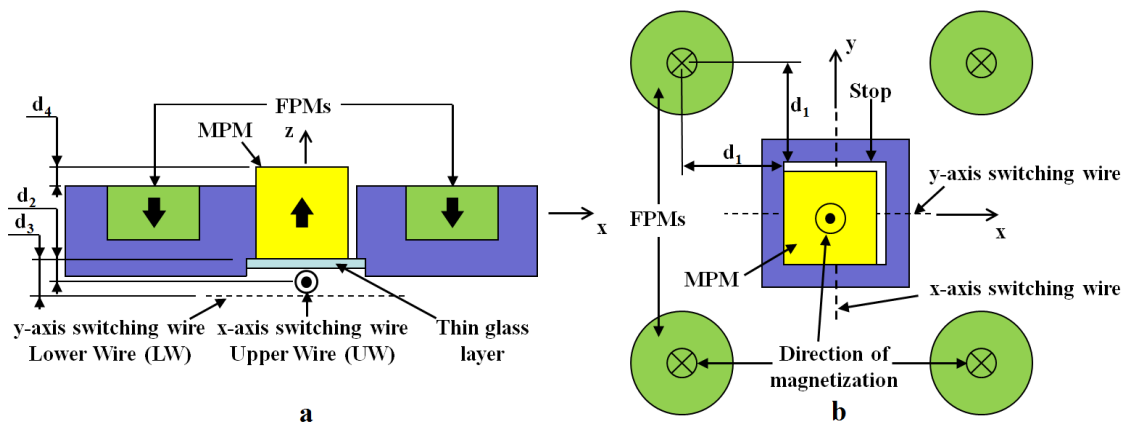 d4
FPMs
MPM
z
d2
d3
x
y-axis switching wire
Lower Wire (LW)
x-axis switching wire
Upper Wire (UW)
Thin glass
layer
a
y
Stop
d1
d1
y-axis switching wire
FPMs
x
MPM
x-axis switching wire
Direction of
magnetization
b